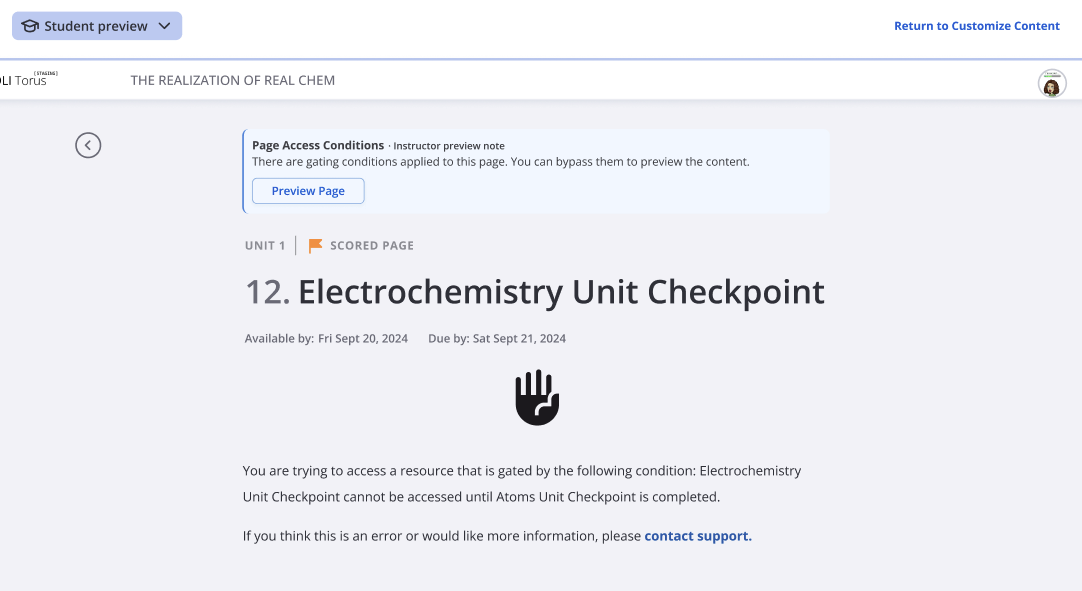 Student preview
Return to Customize Content
LI Torus
[STAGING]
THE REALIZATION OF REAL CHEM
Page Access Conditions · Instructor preview note
There are gating conditions applied to this page. You can bypass them to preview the content.
Preview Page
UNIT 1
SCORED PAGE
12. Electrochemistry Unit Checkpoint
Available by: Fri Sept 20, 2024 Due by: Sat Sept 21, 2024
You are trying to access a resource that is gated by the following condition: Electrochemistry
Unit Checkpoint cannot be accessed until Atoms Unit Checkpoint is completed.
If you think this is an error or would like more information, please contact support.